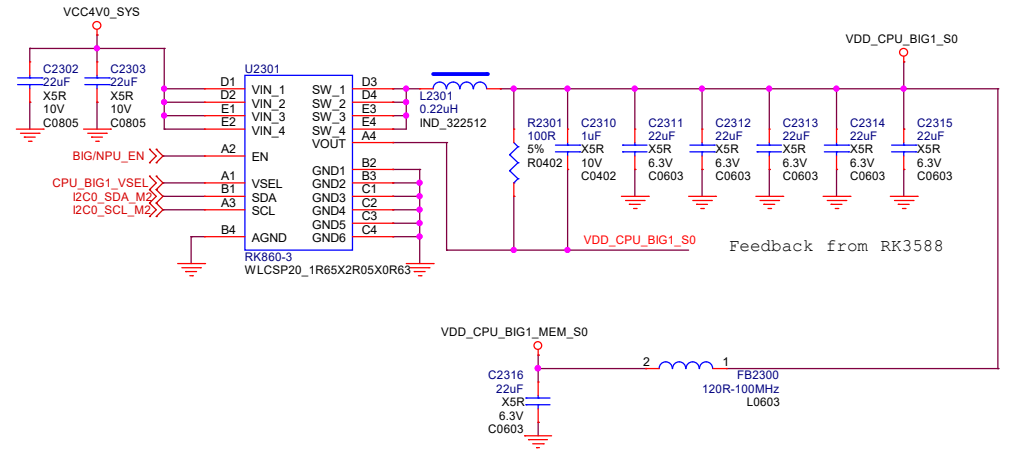 VCC4V0_SYS
VDD_CPU_BIG1_S0
C2302
22uF
X5R
10V
C0805
C2303
22uF
X5R
10V
C0805
U2301
D1 VIN_1 SW_1 D3
D2 VIN_2 SW_2 D4
E1 VIN_3 SW_3 E3
E2 VIN_4 SW_4 E4
VOUT A4
BIG/NPU_EN A2 EN
GND1 B2
CPU_BIG1_VSEL A1 VSEL GND2 B3
I2C0_SDA_M2 B1 SDA GND3 C1
I2C0_SCL_M2 A3 SCL GND4 C2
GND5 C3
B4 AGND GND6 C4
RK860-3
WLCSP20_1R65X2R05X0R63
L2301
0.22uH
IND_322512
R2301
100R
5%
R0402
C2310
1uF
X5R
10V
C0402
C2311
22uF
X5R
6.3V
C0603
C2312
22uF
X5R
6.3V
C0603
C2313
22uF
X5R
6.3V
C0603
C2314
22uF
X5R
6.3V
C0603
C2315
22uF
X5R
6.3V
C0603
VDD_CPU_BIG1_S0
Feedback from RK3588
VDD_CPU_BIG1_MEM_S0
2 1
FB2300
120R-100MHz
L0603
C2316
22uF
X5R
6.3V
C0603